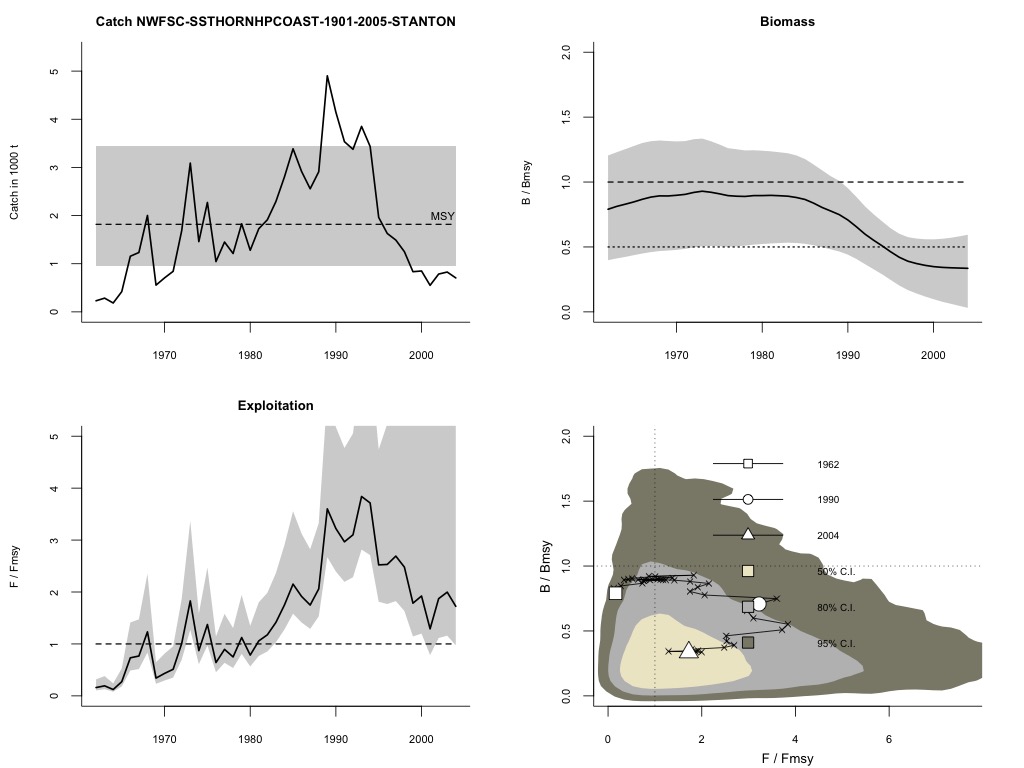 Catch NWFSC-SSTHORNHPCOAST-1901-2005-STANTON
Catch in 1000 t
0 1 2 3 4 5
MSY
1970 1980 1990 2000
Biomass
B / Bmsy
0.0 0.5 1.0 1.5 2.0
1970 1980 1990 2000
Exploitation
F / Fmsy
0 1 2 3 4 5
1970 1980 1990 2000
B / Bmsy
0.0 0.5 1.0 1.5 2.0
1962
1990
2004
50% C.I.
80% C.I.
95% C.I.
0 2 4 6
F / Fmsy